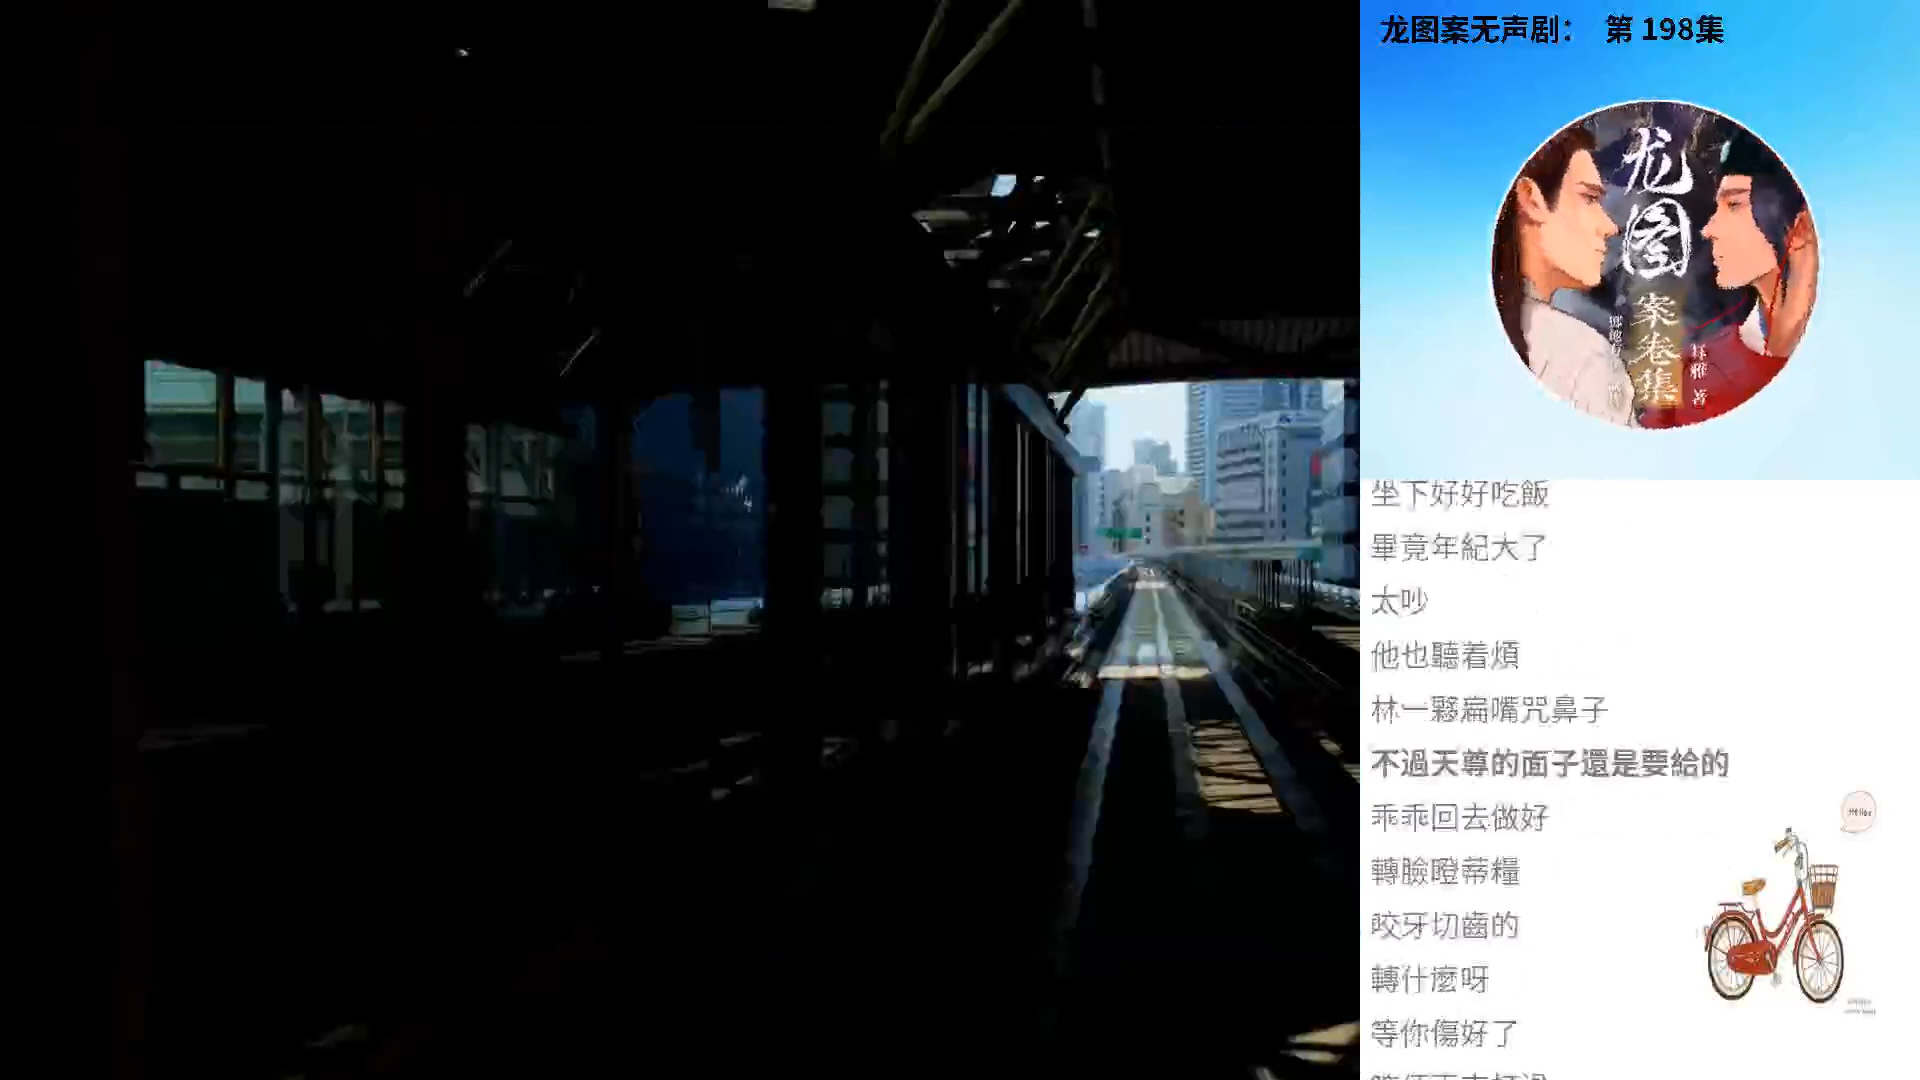 龙图案无声剧： 第 198集
龙图
案卷集
耳雅 著
坐下好好吃飯
畢竟年紀大了
太吵
他也聽着煩
林一夥扁嘴咒鼻子
不過天尊的面子還是要給的
乖乖回去做好
轉臉瞪蒂糧
咬牙切齒的
轉什麼呀
等你傷好了